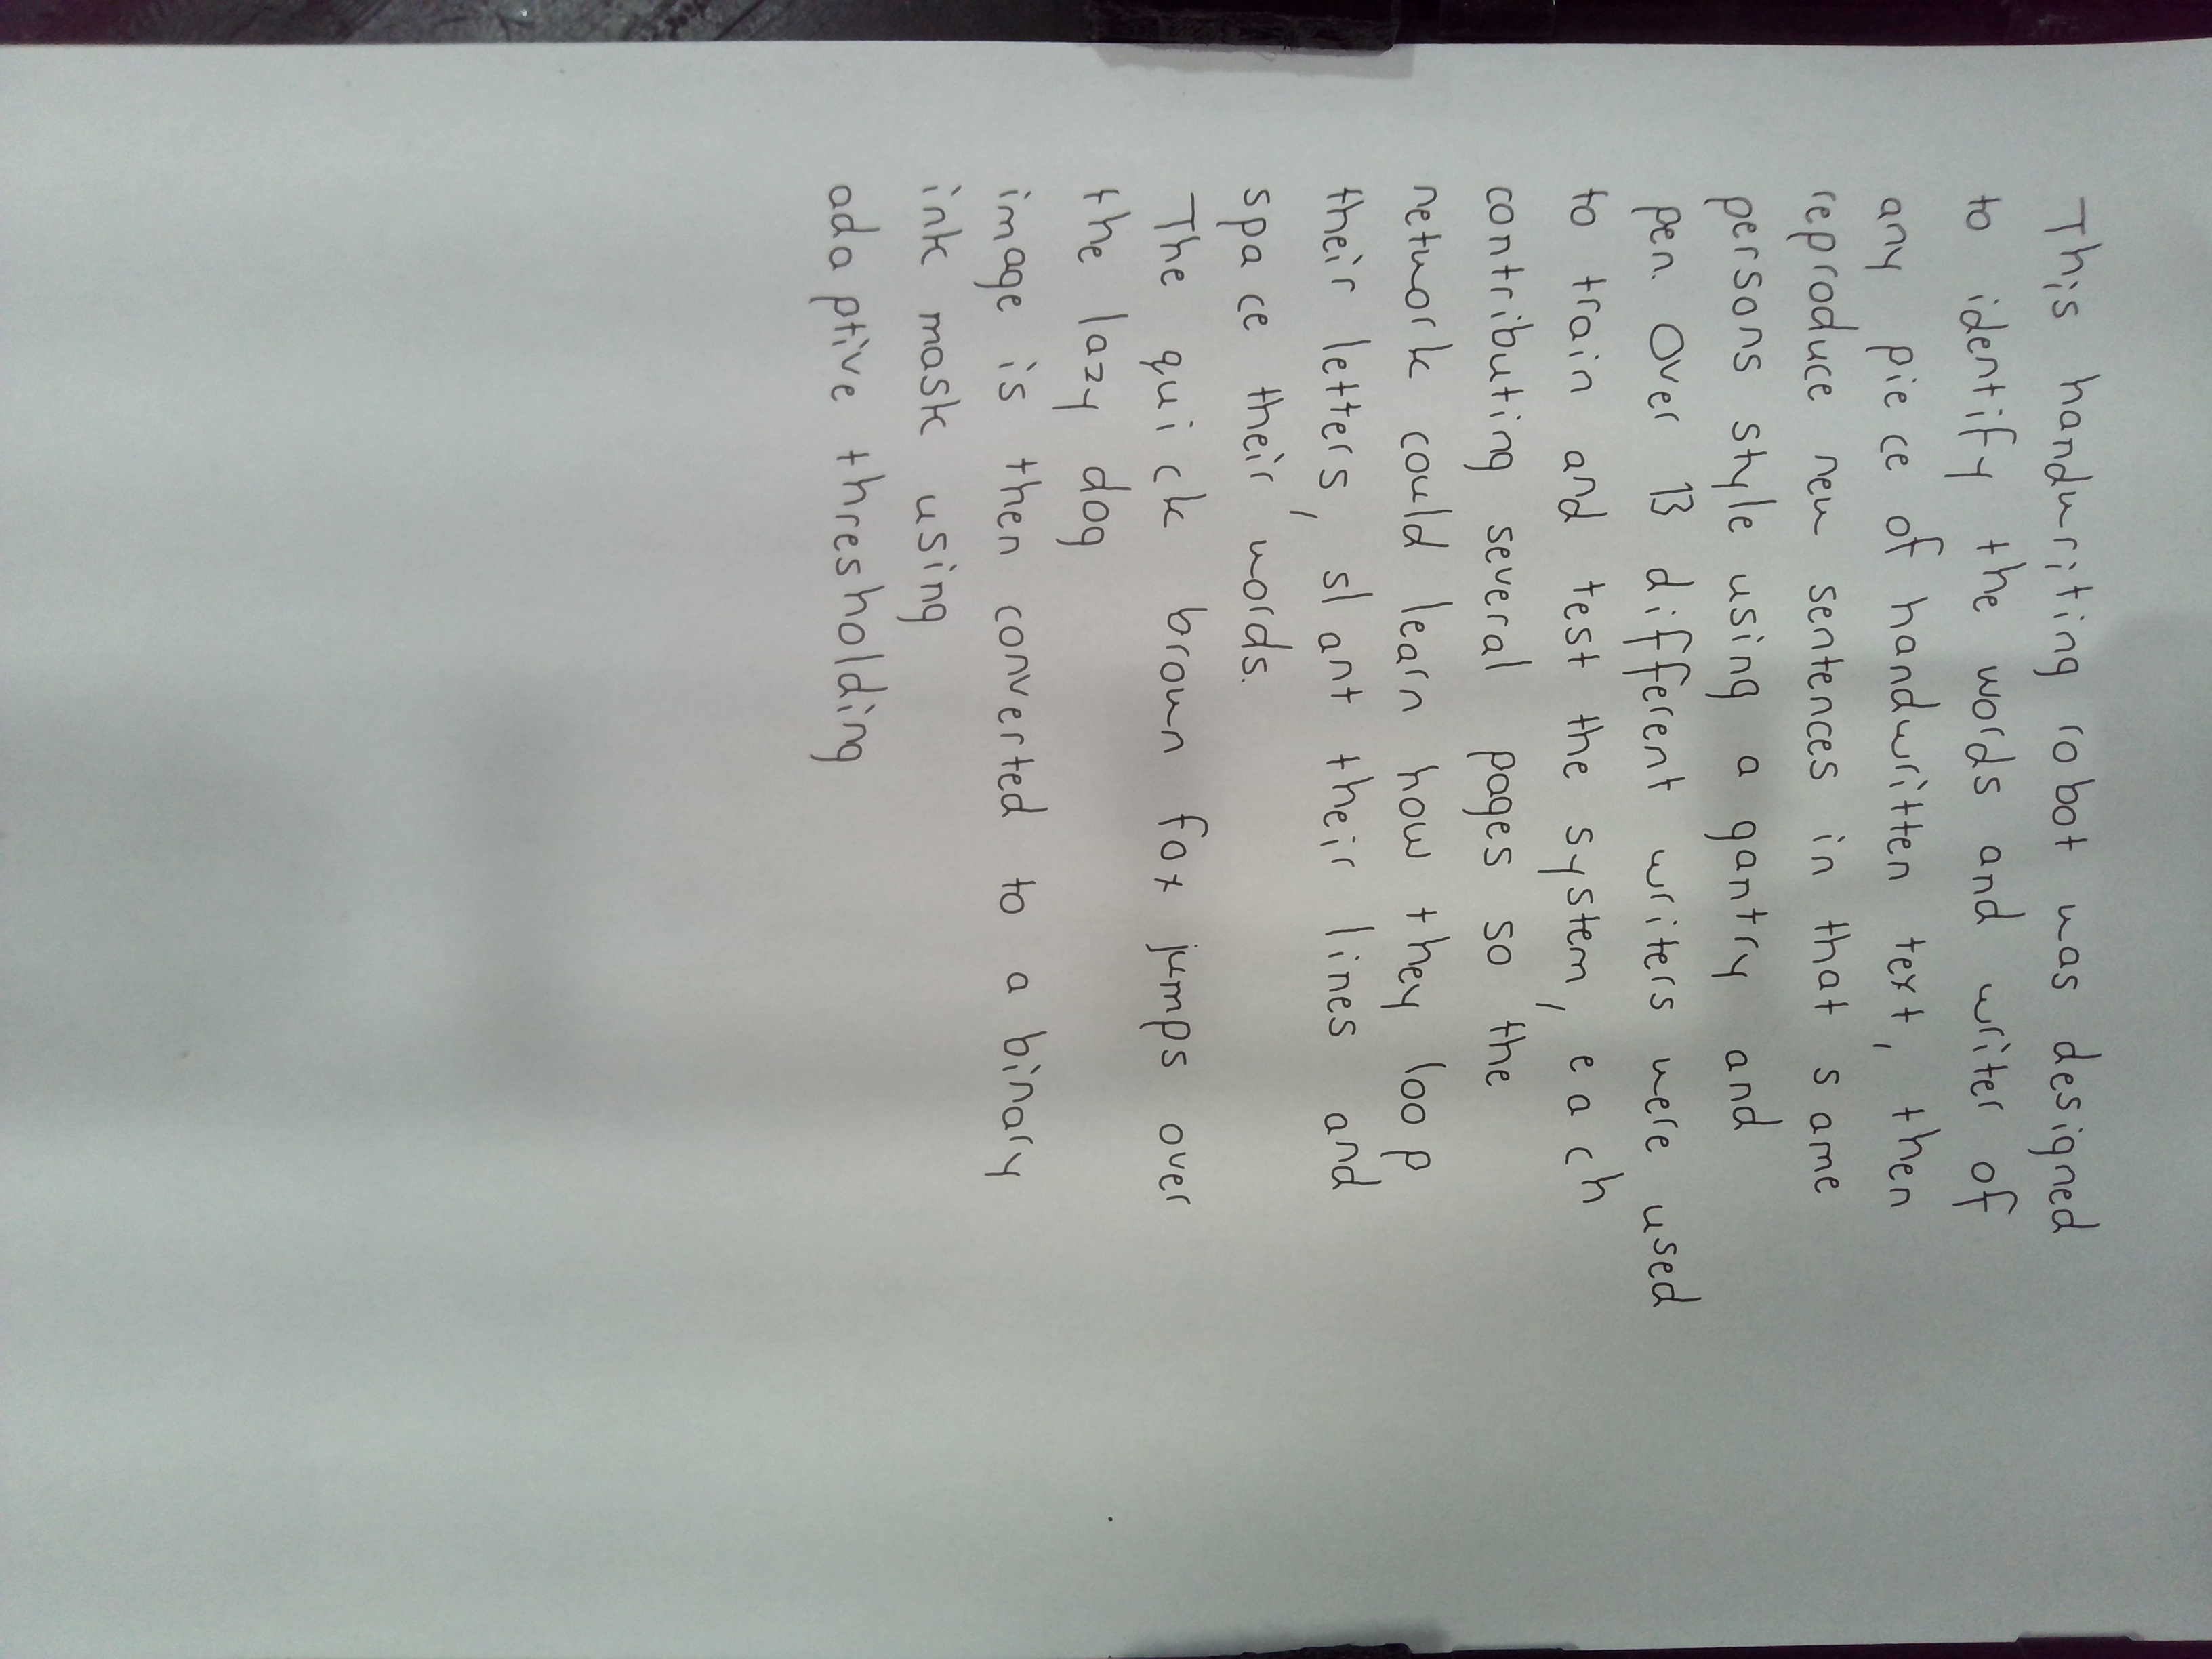 This handwriting robot was designed
to identify the words and writer of
any piece of handwritten text, then
reproduce new sentences in that same
persons style using a gantry and
pen. Over 13 different writers were used
to train and test the system, each
contributing several pages so the
network could learn how they loop
their letters, slant their lines and
space their words.
The quick brown fox jumps over
the lazy dog
image is then converted to a binary
ink mask using
adaptive thresholding